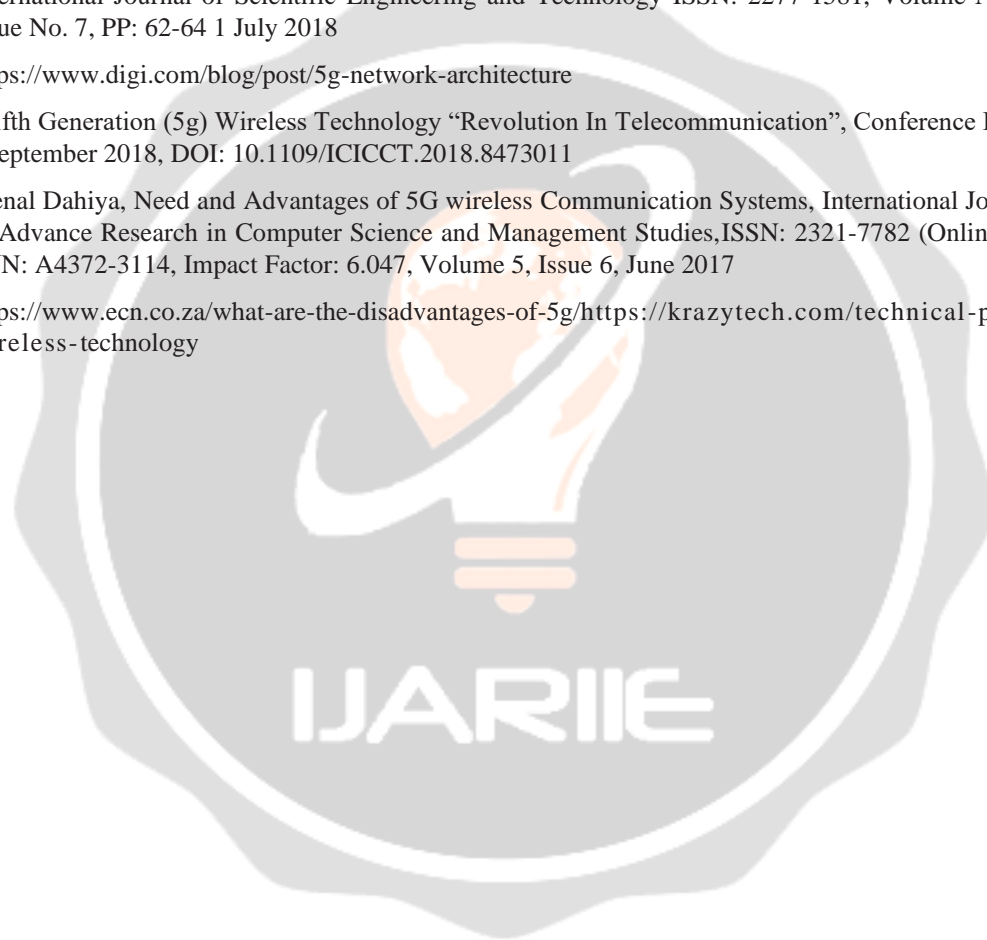 ernational Journal of Scientific Engineering and Technology ISSN: 2277-1581, Volume
ue No. 7, PP: 62-64 1 July 2018
ps://www.digi.com/blog/post/5g-network-architecture
fth Generation (5g) Wireless Technology “Revolution In Telecommunication”, Conference
eptember 2018, DOI: 10.1109/ICICCT.2018.8473011
enal Dahiya, Need and Advantages of 5G wireless Communication Systems, International Jo
Advance Research in Computer Science and Management Studies,ISSN: 2321-7782 (Onlin
N: A4372-3114, Impact Factor: 6.047, Volume 5, Issue 6, June 2017
ps://www.ecn.co.za/what-are-the-disadvantages-of-5g/https://krazytech.com/technical-p
reless-technology
IJARIIE